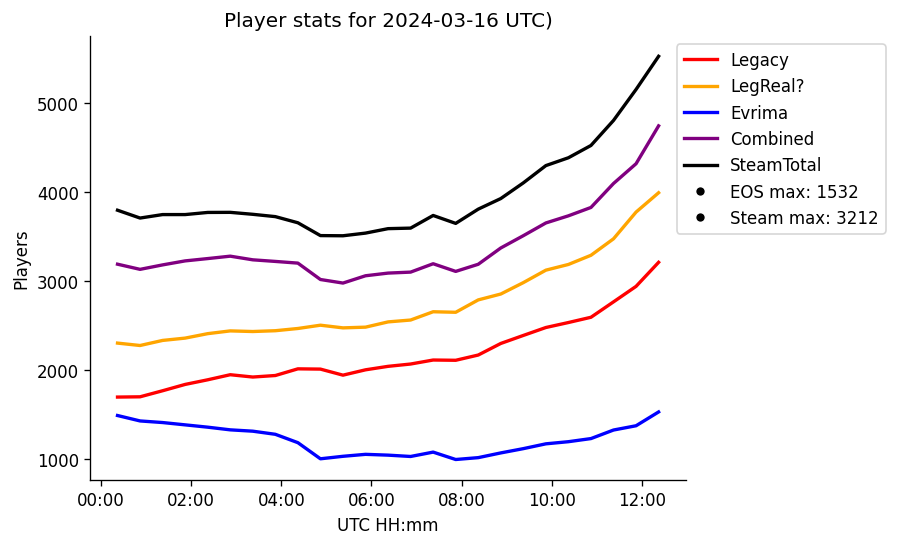 Player stats for 2024-03-16 UTC)
Legacy
LegReal?
Evrima
Combined
SteamTotal
EOS max: 1532
Steam max: 3212
Players
5000
4000
3000
2000
1000
00:00 02:00 04:00 06:00 08:00 10:00 12:00
UTC HH:mm